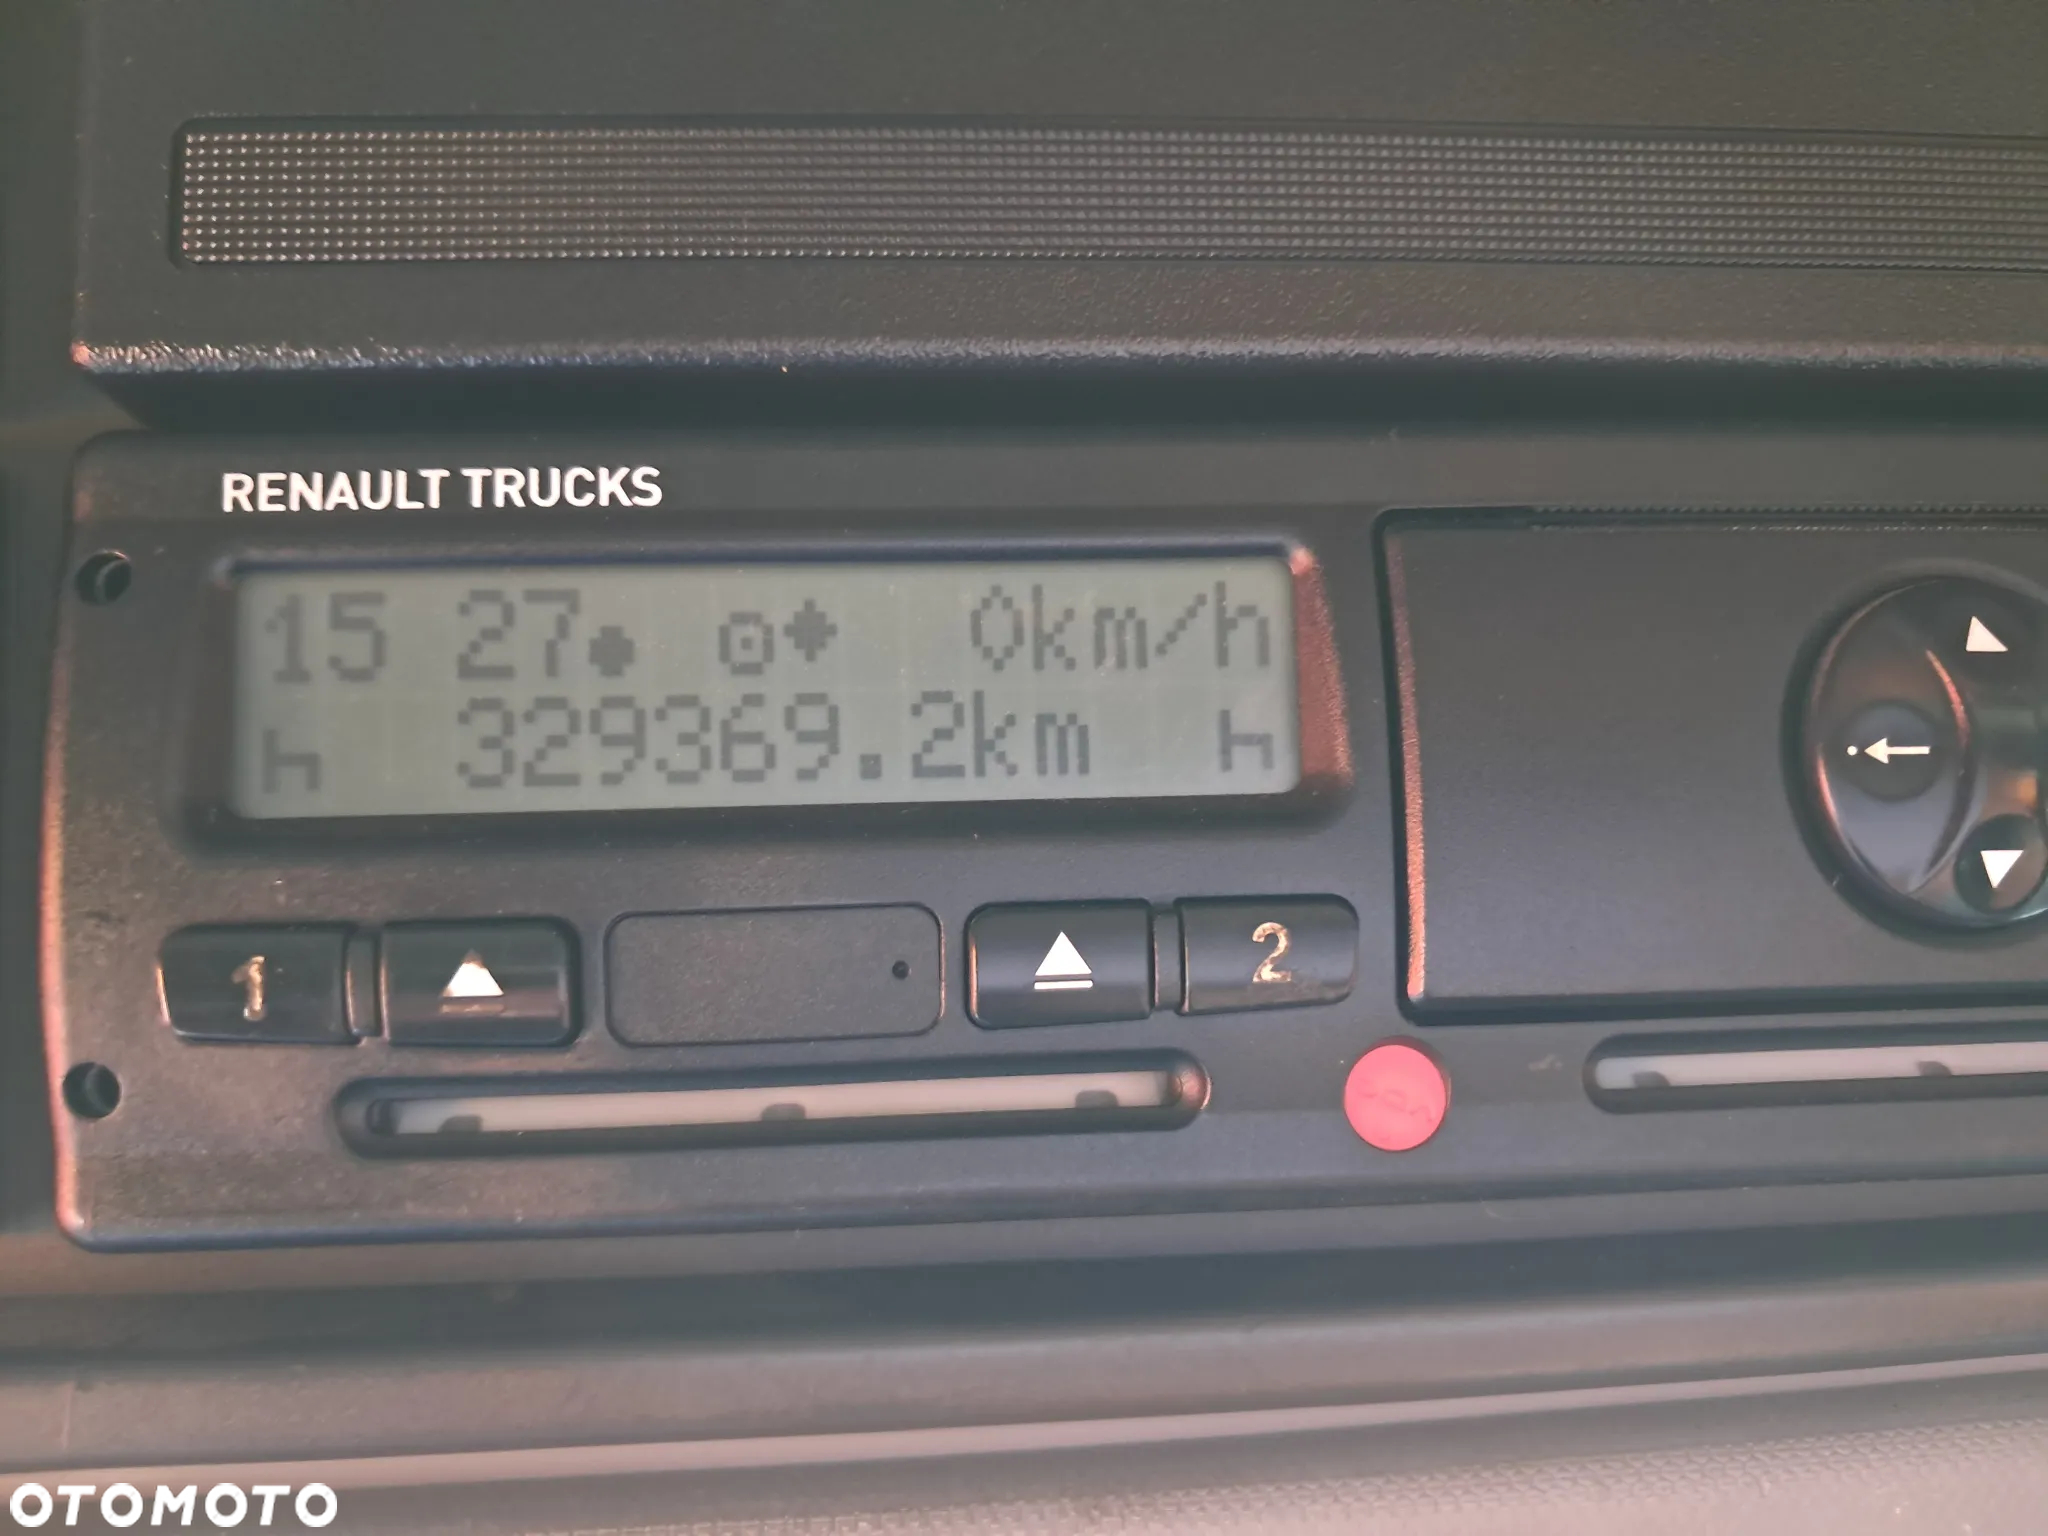 RENAULT TRUCKS
15 27 0km/h
329369.2km
1 2
OTOMOTO